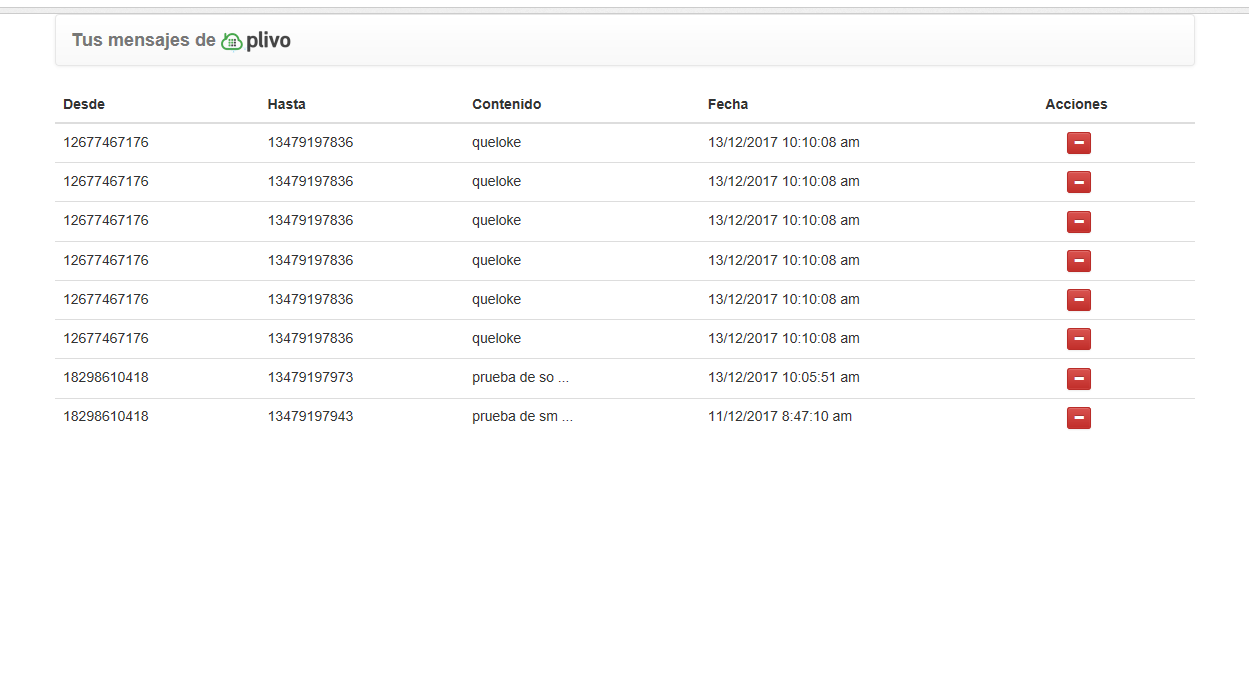 Tus mensajes de plivo
Desde Hasta Contenido Fecha Acciones
12677467176 13479197836 queloke 13/12/2017 10:10:08 am
12677467176 13479197836 queloke 13/12/2017 10:10:08 am
12677467176 13479197836 queloke 13/12/2017 10:10:08 am
12677467176 13479197836 queloke 13/12/2017 10:10:08 am
12677467176 13479197836 queloke 13/12/2017 10:10:08 am
12677467176 13479197836 queloke 13/12/2017 10:10:08 am
18298610418 13479197973 prueba de so ... 13/12/2017 10:05:51 am
18298610418 13479197943 prueba de sm ... 11/12/2017 8:47:10 am